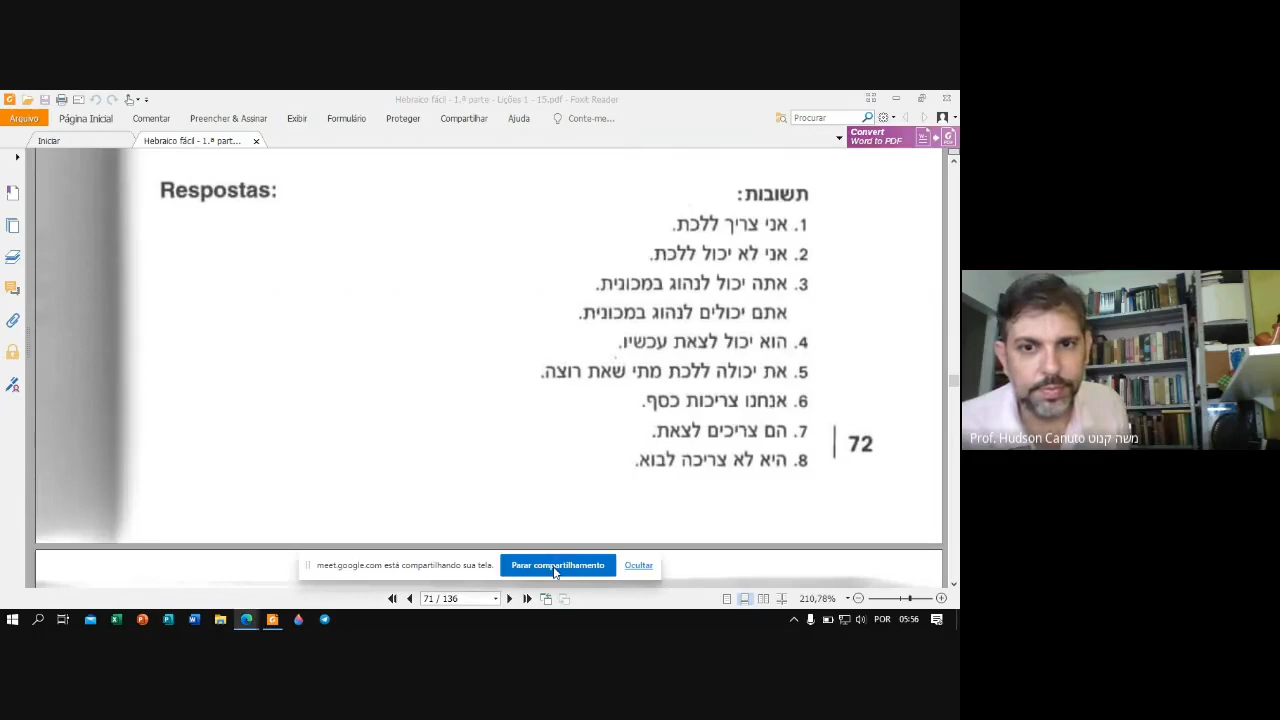 Hebraico fácil - 1.ª parte - Lições 1 - 15.pdf - Foxit Reader
Arquivo
Página Inicial
Comentar
Preencher & Assinar
Exibir
Formulário
Proteger
Compartilhar
Ajuda
Conte-me...
Procurar
Iniciar
Hebraico fácil - 1.ª part...
Convert
Word to PDF
Respostas:
תשובות:
1. אני צריך ללכת.
2. אני לא יכול ללכת.
3. אתה יכול לנהוג במכונית.
אתם יכולים לנהוג במכונית.
4. הוא יכול לצאת עכשיו.
5. את יכולה ללכת מתי שאת רוצה.
6. אנחנו צריכות כסף.
7. הם צריכים לצאת.
8. היא לא צריכה לבוא.
72
Prof. Hudson Canuto משה קנוט
meet.google.com está compartilhando sua tela.
Parar compartilhamento
Ocultar
71 / 136
210,78%
POR
05:56